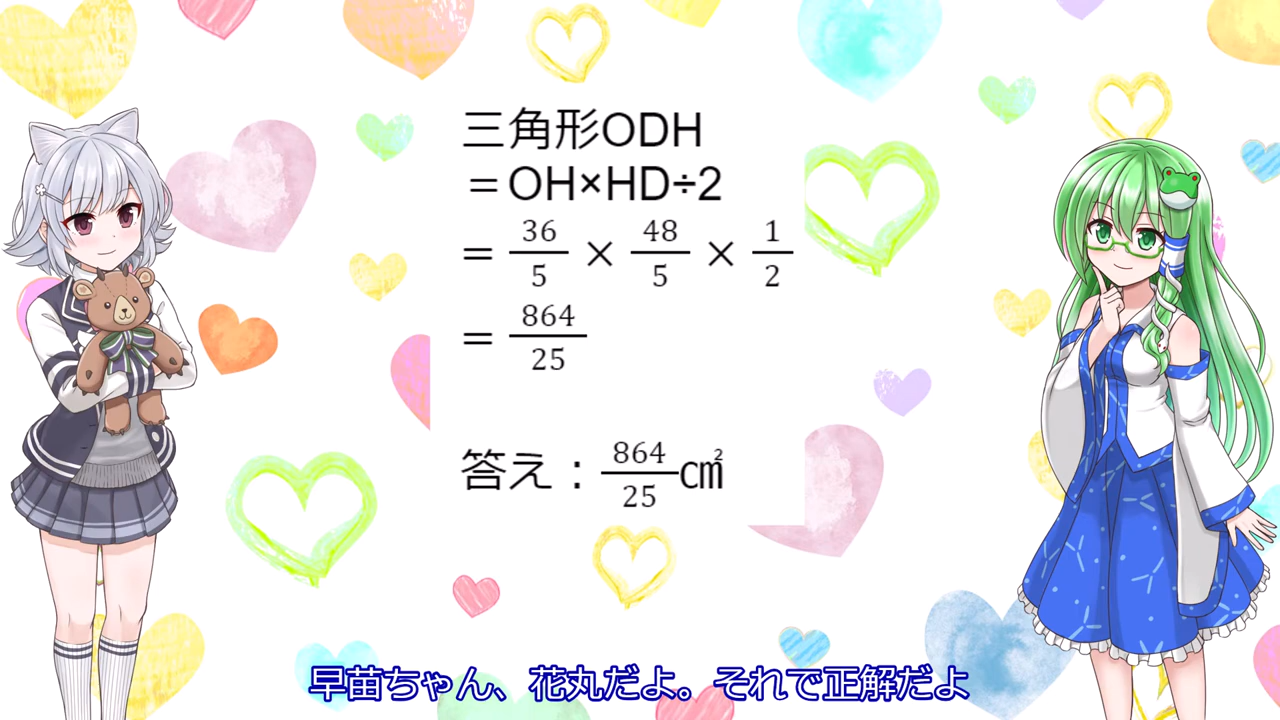 三角形ODH
＝OH×HD÷2
＝ 36/5 × 48/5 × 1/2
＝ 864/25
答え：864/25㎠
早苗ちゃん、花丸だよ。それで正解だよ